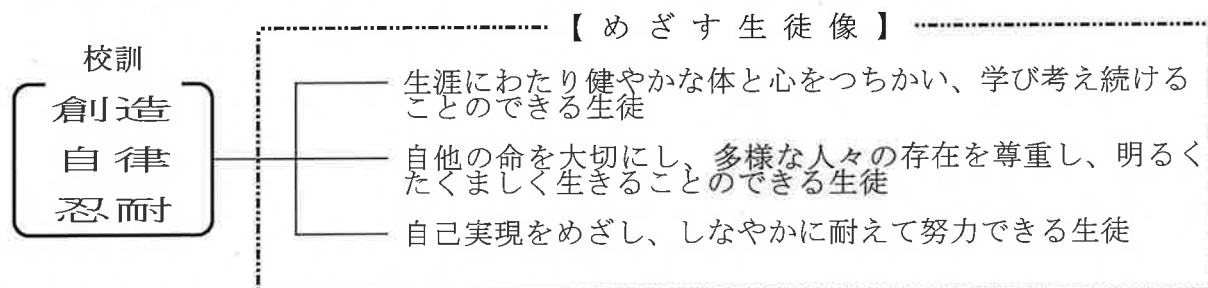 【めざす生徒像】
校訓
創造
自律
忍耐
生涯にわたり健やかな体と心をつちかい、学び考え続ける
ことのできる生徒
自他の命を大切にし、多様な人々の存在を尊重し、明るく
たくましく生きることのできる生徒
自己実現をめざし、しなやかに耐えて努力できる生徒